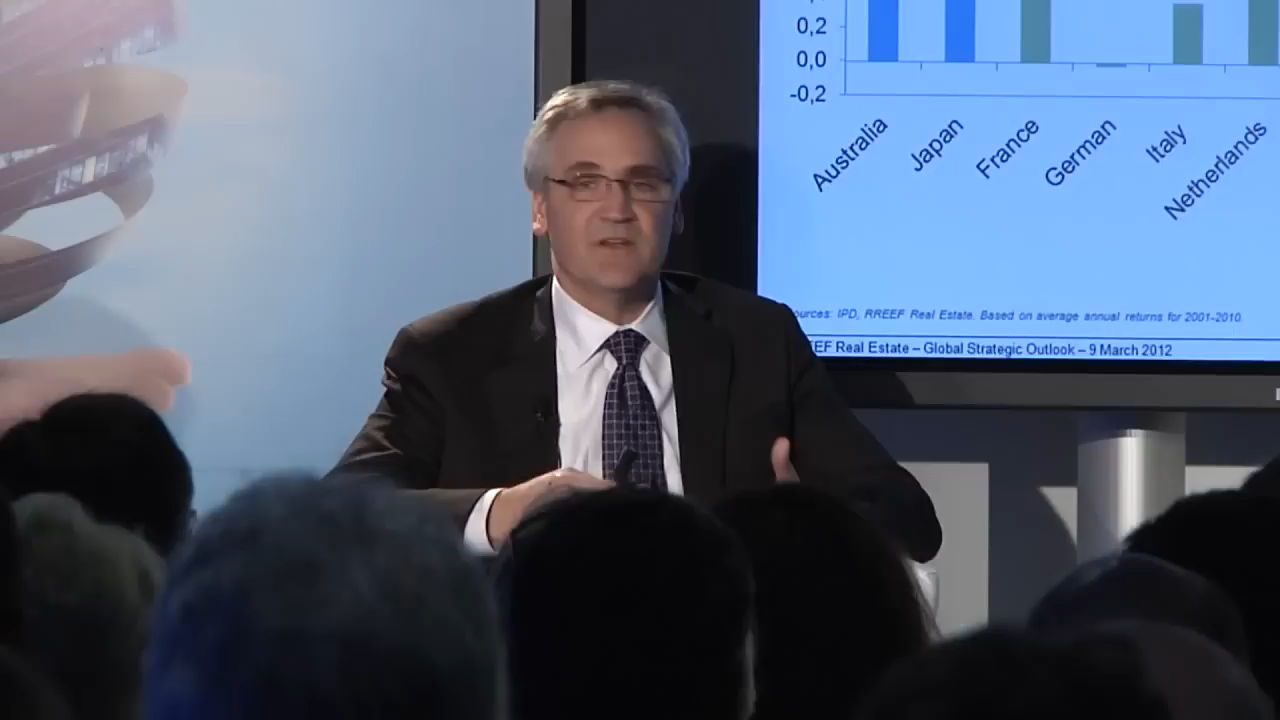 0,2
0,0
-0,2
Australia
Japan
France
German
Italy
Netherlands
ources: IPD, RREEF Real Estate. Based on average annual returns for 2001-2010.
EF Real Estate – Global Strategic Outlook – 9 March 2012